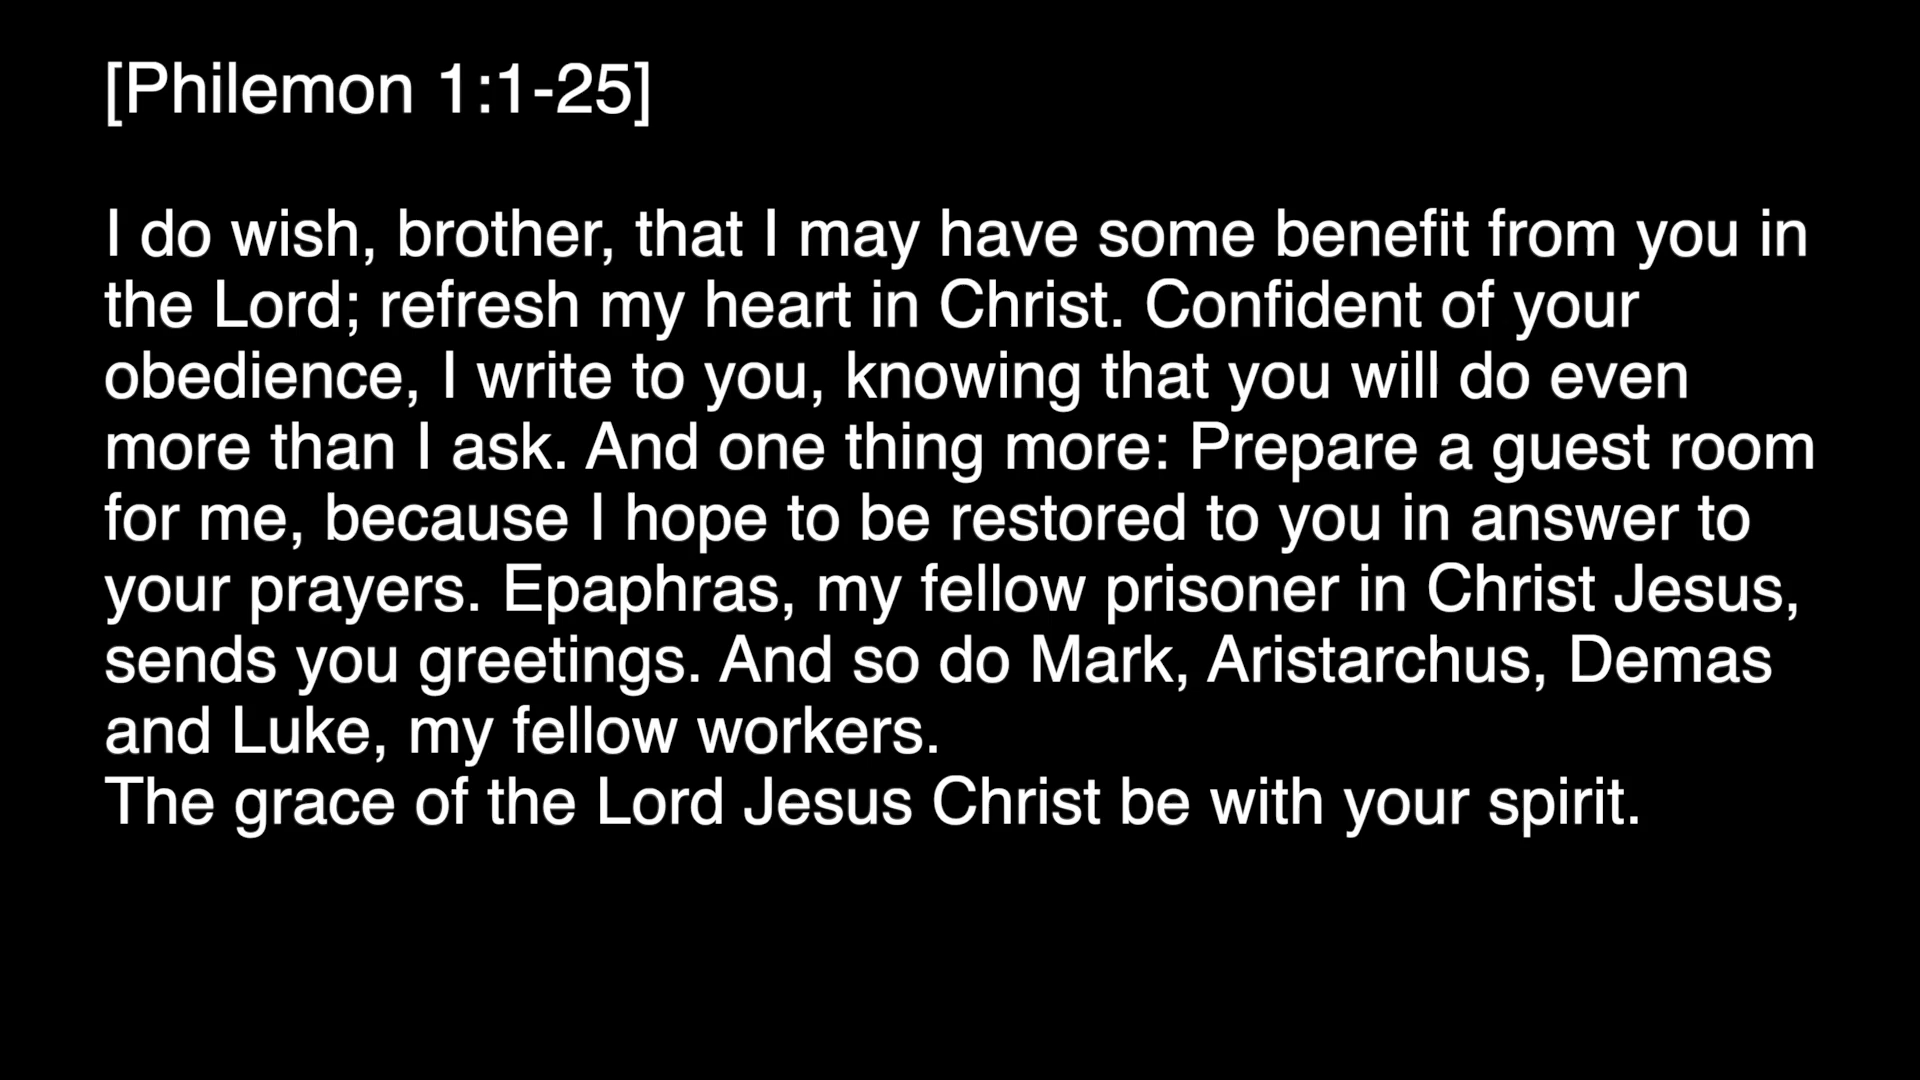 [Philemon 1:1-25]
I do wish, brother, that I may have some benefit from you in
the Lord; refresh my heart in Christ. Confident of your
obedience, I write to you, knowing that you will do even
more than I ask. And one thing more: Prepare a guest room
for me, because I hope to be restored to you in answer to
your prayers. Epaphras, my fellow prisoner in Christ Jesus,
sends you greetings. And so do Mark, Aristarchus, Demas
and Luke, my fellow workers.
The grace of the Lord Jesus Christ be with your spirit.